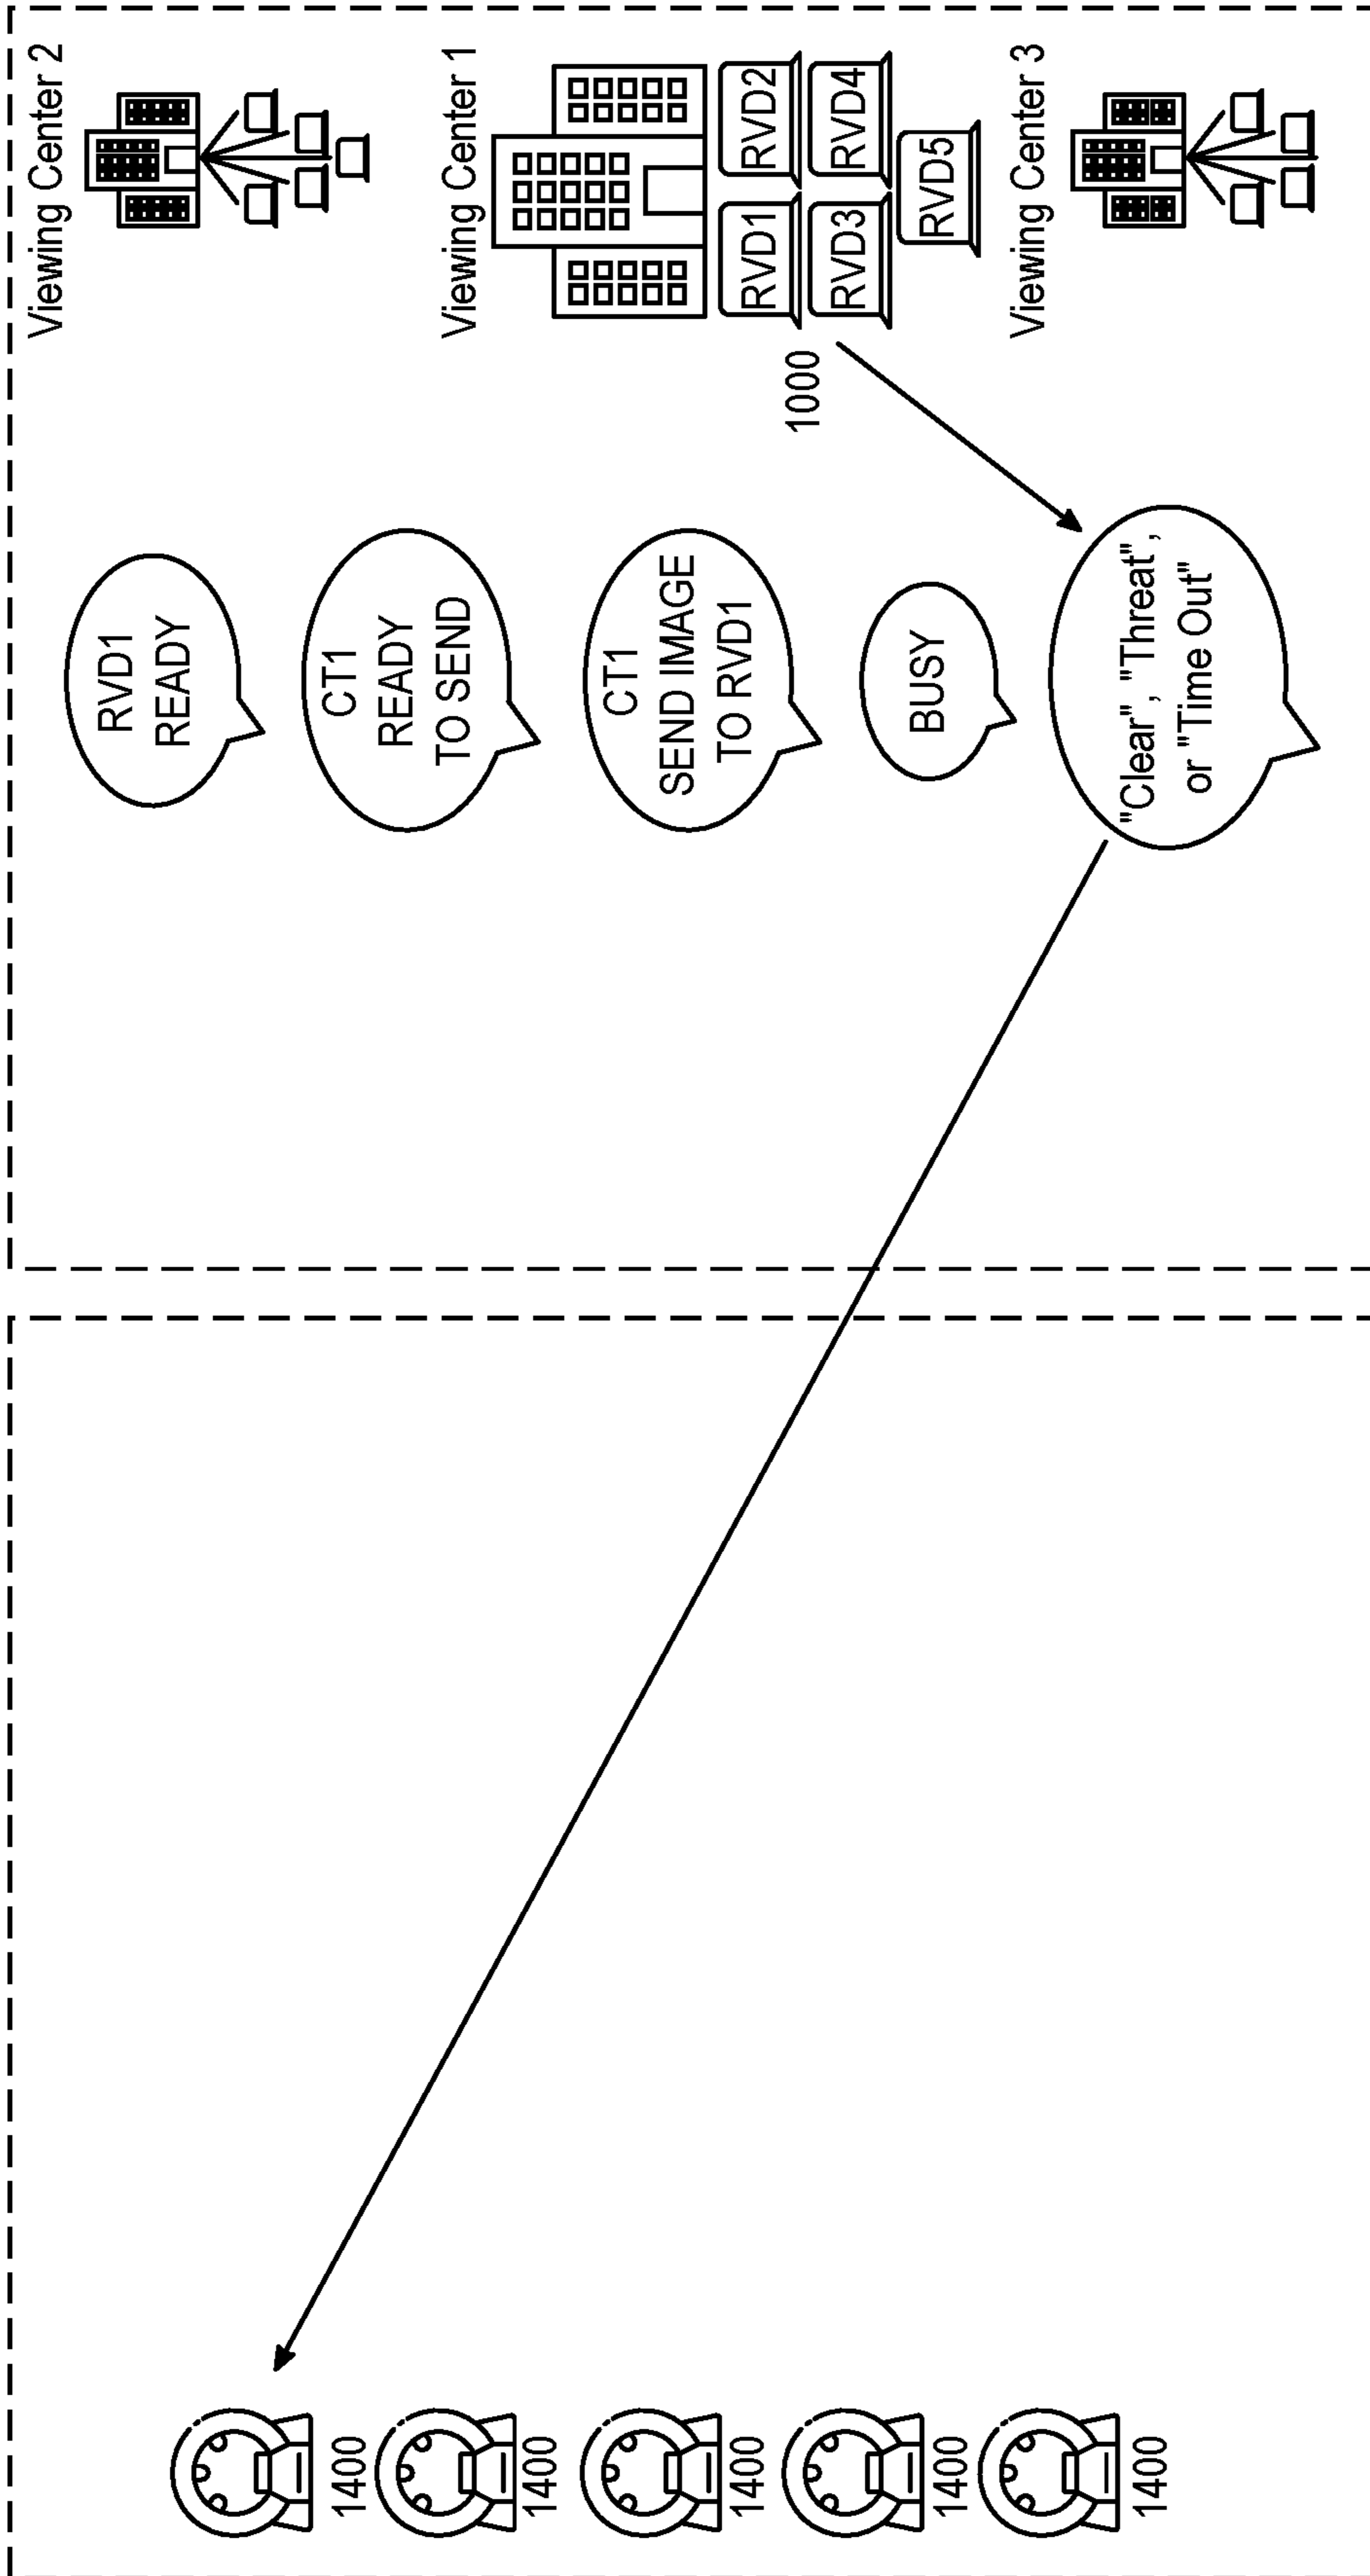 1400
1400
1400
1400
1400
RVD1
READY
CT1
READY
TO SEND
CT1
SEND IMAGE
TO RVD1
BUSY
"Clear", "Threat",
or "Time Out"
Viewing Center 2
Viewing Center 1
RVD1 RVD2
1000
RVD3 RVD4
RVD5
Viewing Center 3